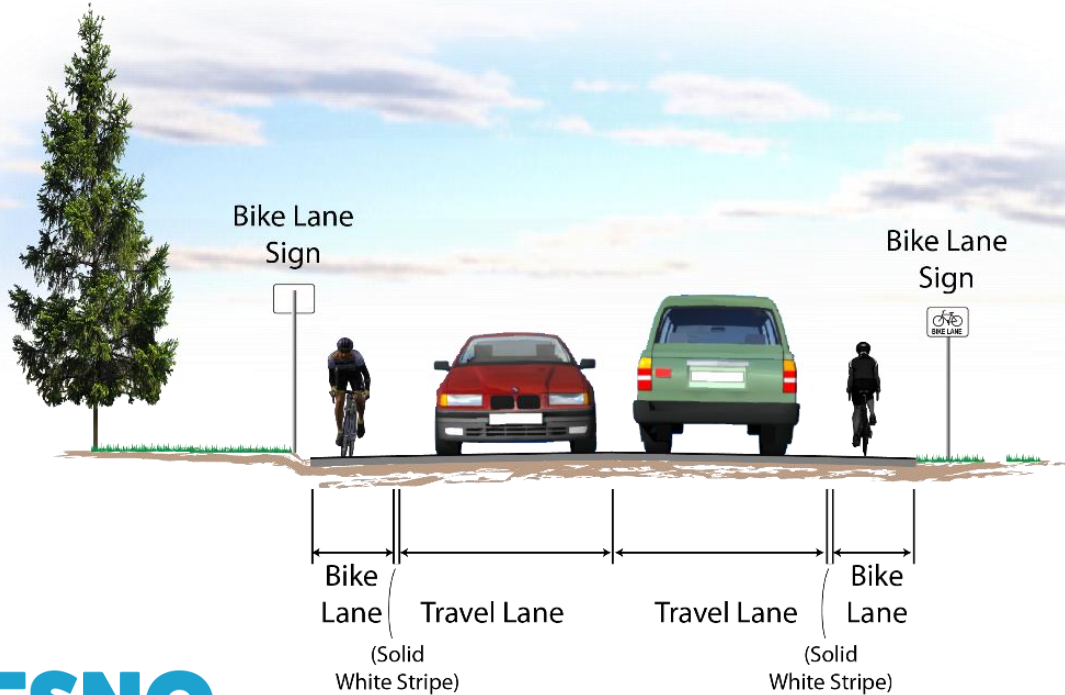 Bike Lane
Sign
Bike Lane
Sign
BIKE LANE
Bike
Lane
Travel Lane
Travel Lane
Bike
Lane
(Solid
White Stripe)
(Solid
White Stripe)